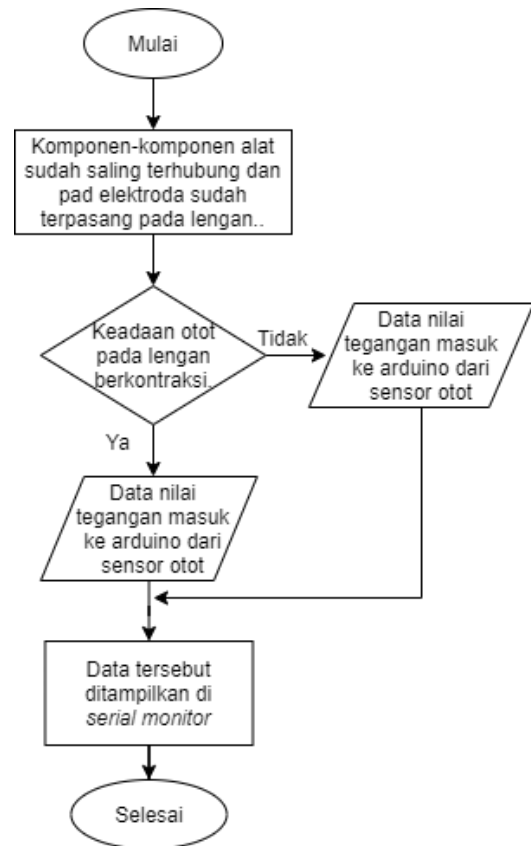 Mulai
Komponen-komponen alat
sudah saling terhubung dan
pad elektroda sudah
terpasang pada lengan..
Keadaan otot
pada lengan
berkontraksi.
Tidak
Data nilai
tegangan masuk
ke arduino dari
sensor otot
Ya
Data nilai
tegangan masuk
ke arduino dari
sensor otot
Data tersebut
ditampilkan di
serial monitor
Selesai